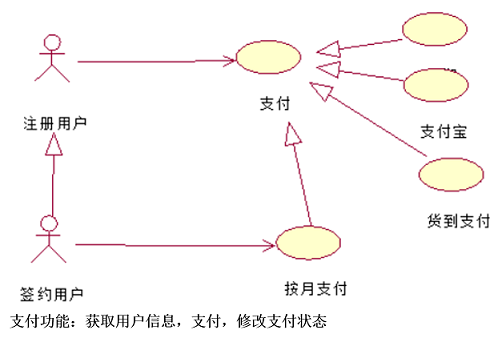 注册用户
支付
支付宝
货到支付
签约用户
按月支付
支付功能：获取用户信息，支付，修改支付状态